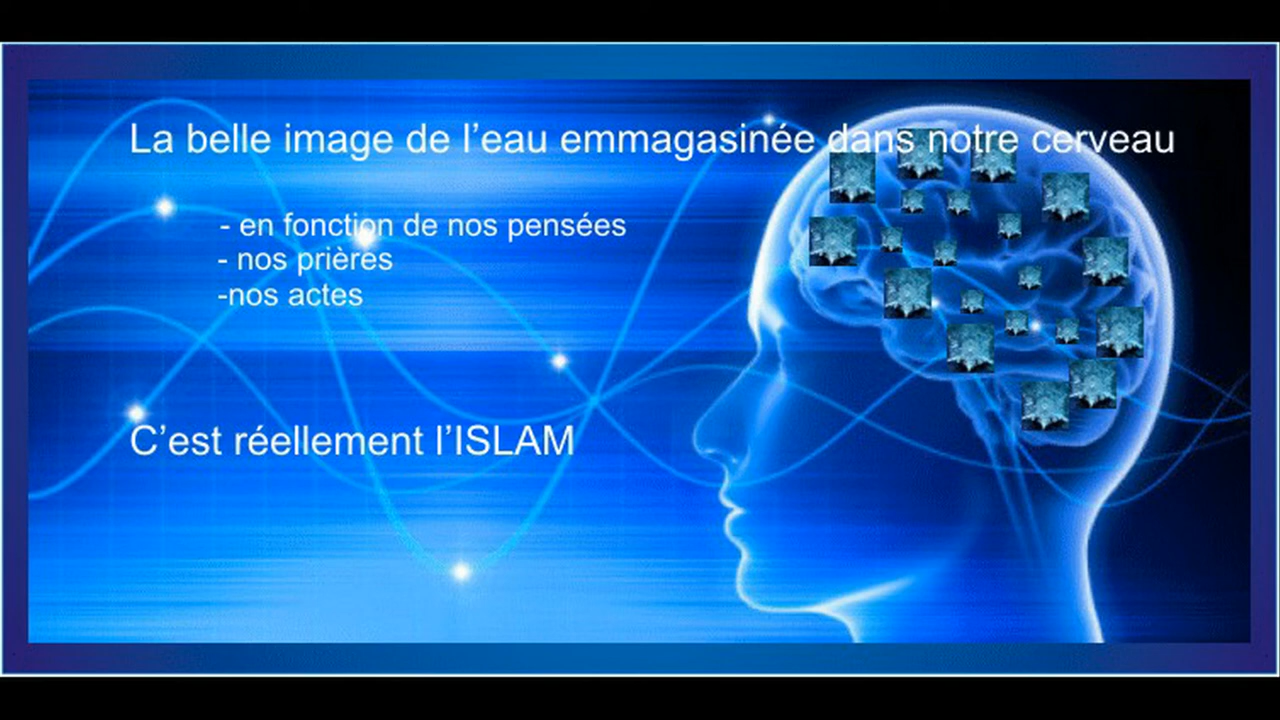 La belle image de l’eau emmagasinée dans notre cerveau
- en fonction de nos pensées
- nos prières
-nos actes
C’est réellement l’ISLAM